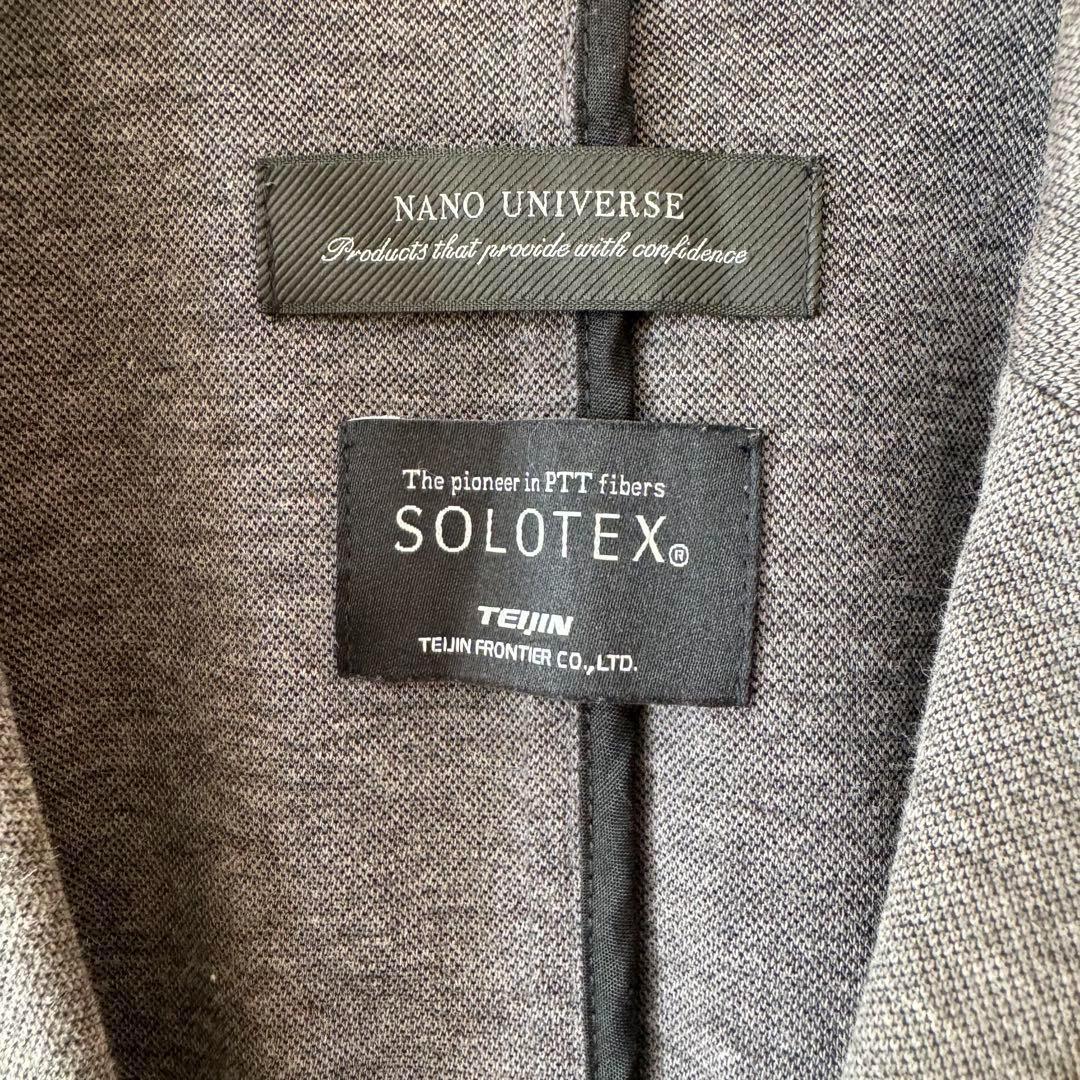 NANO UNIVERSE
Products that provide with confidence
The pioneer in PTT fibers
SOLOTEX®
TEIJIN
TEIJIN FRONTIER CO.,LTD.